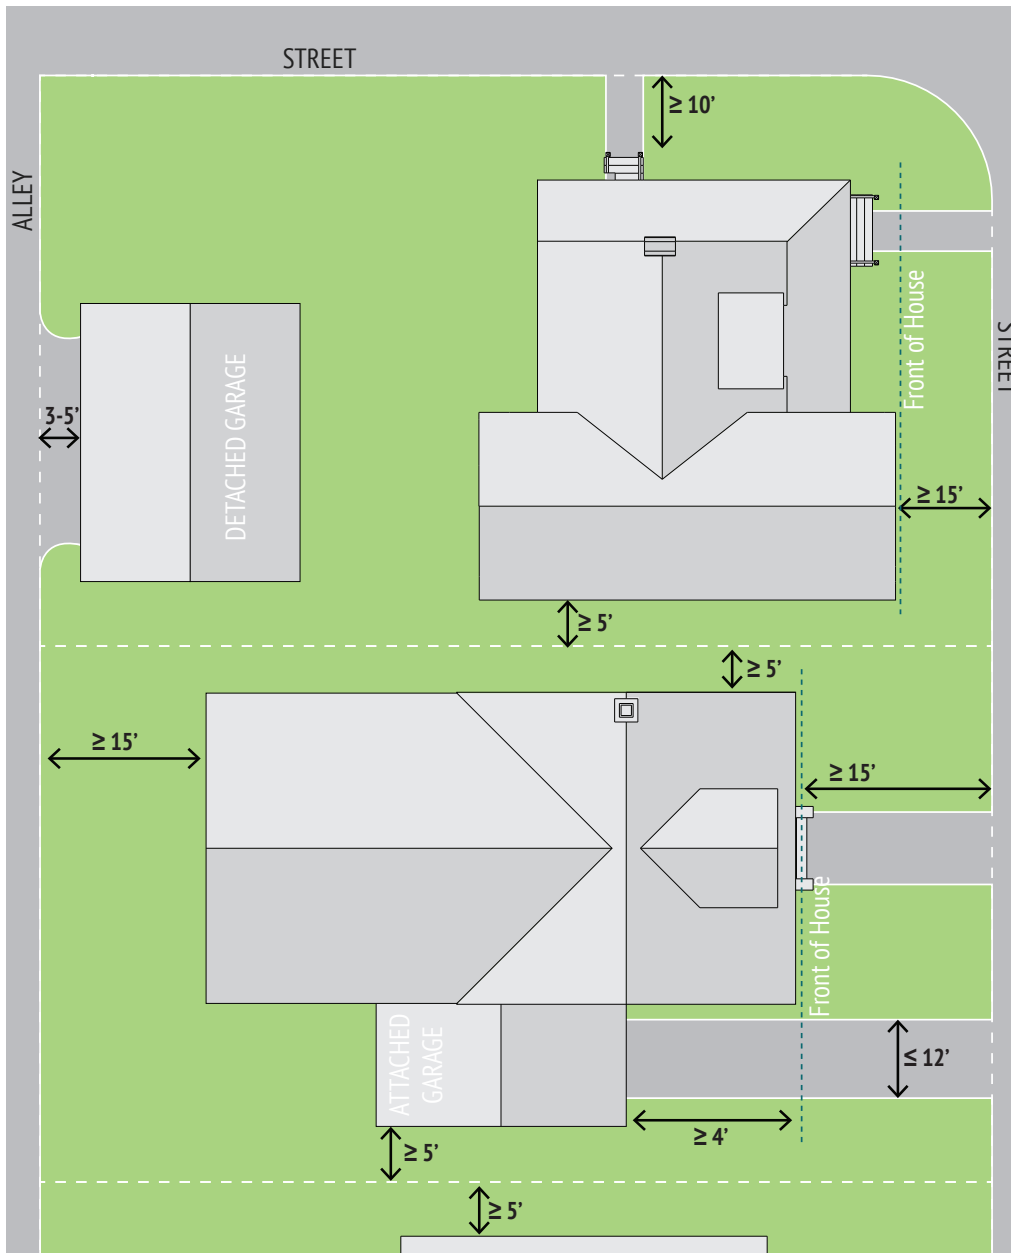 STREET
≥ 10’
ALLEY
STREET
Front of House
3-5’
DETACHED GARAGE
≥ 15’
≥ 5’
≥ 5’
≥ 15’
≥ 15’
Front of House
ATTACHED
GARAGE
≤ 12’
≥ 4’
≥ 5’
≥ 5’